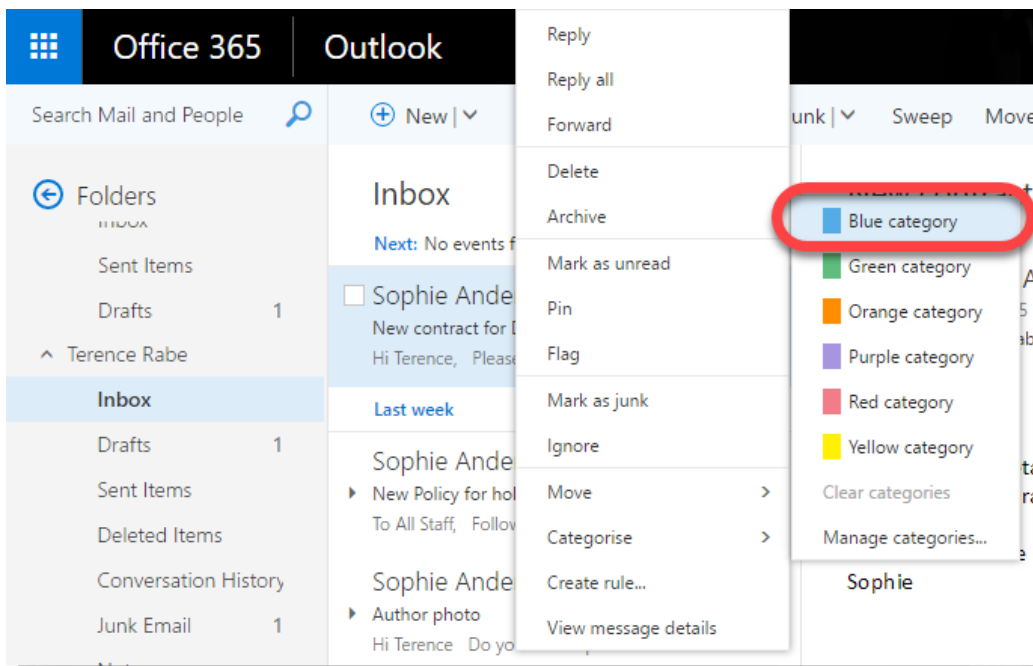 Office 365
Outlook
Search Mail and People
New
unk
Sweep
Move
Folders
Inbox
Sent Items
Drafts 1
Terence Rabe
Inbox
Drafts 1
Sent Items
Deleted Items
Conversation History
Junk Email 1
Inbox
Next: No events f
Sophie Ande
New contract for D
Hi Terence, Please
Last week
Sophie Ande
New Policy for hol
To All Staff, Follow
Sophie Ande
Author photo
Hi Terence Do yo
Reply
Reply all
Forward
Delete
Archive
Mark as unread
Pin
Flag
Mark as junk
Ignore
Move
Categorise
Create rule...
View message details
Blue category
Green category
Orange category
Purple category
Red category
Yellow category
Clear categories
Manage categories...
Sophie